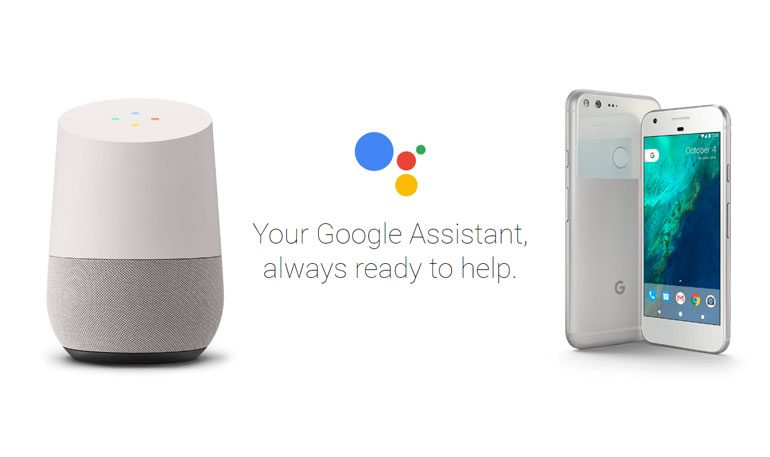 Your Google Assistant,
always ready to help.
October 4
G